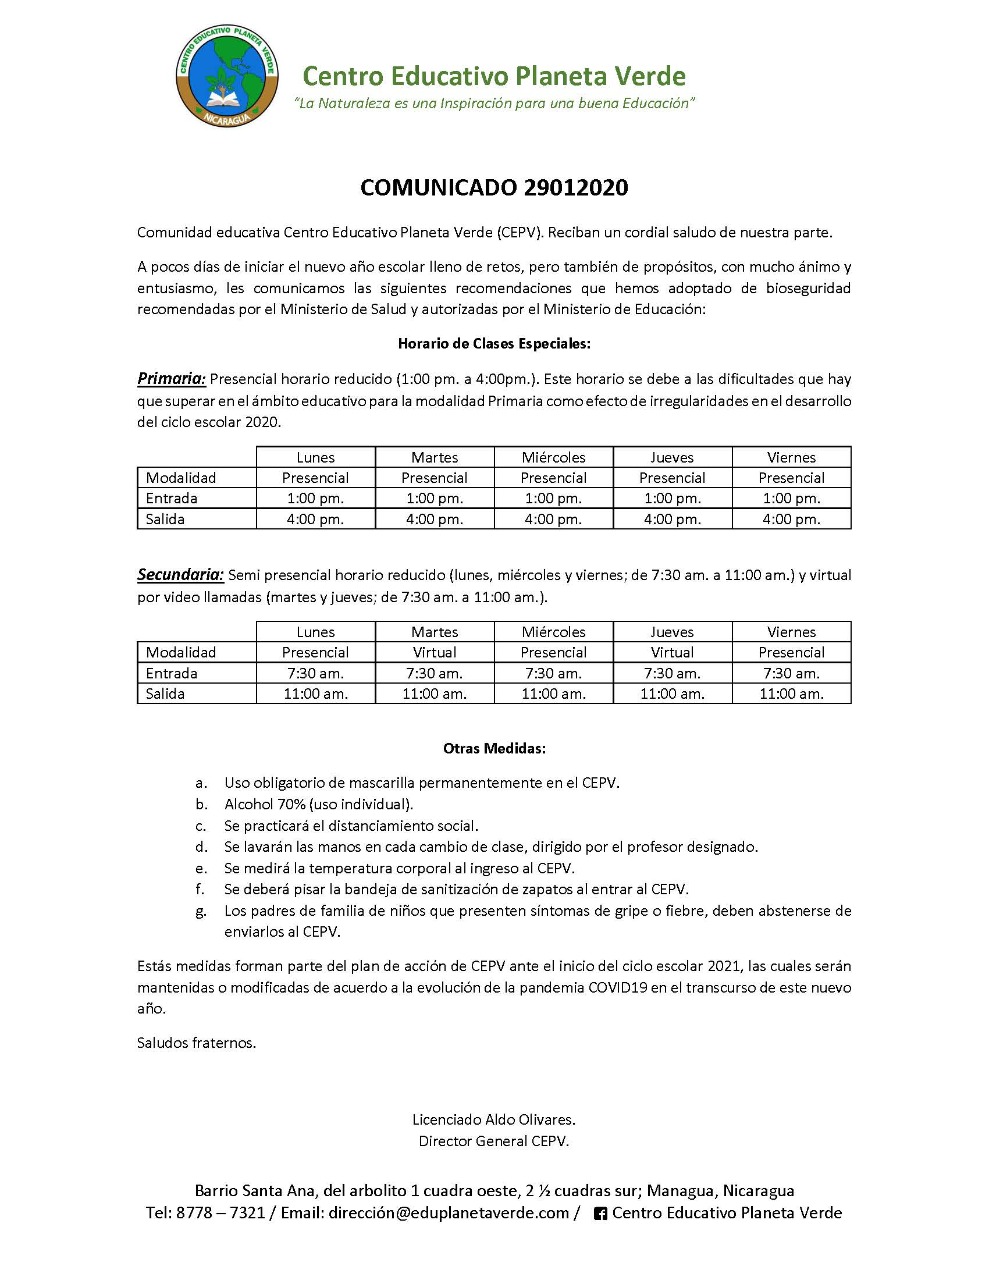 CENTRO EDUCATIVO PLANETA VERDE
NICARAGUA
Centro Educativo Planeta Verde
“La Naturaleza es una Inspiración para una buena Educación”
COMUNICADO 29012020
Comunidad educativa Centro Educativo Planeta Verde (CEPV). Reciban un cordial saludo de nuestra parte.
A pocos días de iniciar el nuevo año escolar lleno de retos, pero también de propósitos, con mucho ánimo y
entusiasmo, les comunicamos las siguientes recomendaciones que hemos adoptado de bioseguridad
recomendadas por el Ministerio de Salud y autorizadas por el Ministerio de Educación:
Horario de Clases Especiales:
Primaria: Presencial horario reducido (1:00 pm. a 4:00pm.). Este horario se debe a las dificultades que hay
que superar en el ámbito educativo para la modalidad Primaria como efecto de irregularidades en el desarrollo
del ciclo escolar 2020.
Lunes Martes Miércoles Jueves Viernes
Modalidad Presencial Presencial Presencial Presencial Presencial
Entrada 1:00 pm. 1:00 pm. 1:00 pm. 1:00 pm. 1:00 pm.
Salida 4:00 pm. 4:00 pm. 4:00 pm. 4:00 pm. 4:00 pm.
Secundaria: Semi presencial horario reducido (lunes, miércoles y viernes; de 7:30 am. a 11:00 am.) y virtual
por video llamadas (martes y jueves; de 7:30 am. a 11:00 am.).
Lunes Martes Miércoles Jueves Viernes
Modalidad Presencial Virtual Presencial Virtual Presencial
Entrada 7:30 am. 7:30 am. 7:30 am. 7:30 am. 7:30 am.
Salida 11:00 am. 11:00 am. 11:00 am. 11:00 am. 11:00 am.
Otras Medidas:
a. Uso obligatorio de mascarilla permanentemente en el CEPV.
b. Alcohol 70% (uso individual).
c. Se practicará el distanciamiento social.
d. Se lavarán las manos en cada cambio de clase, dirigido por el profesor designado.
e. Se medirá la temperatura corporal al ingreso al CEPV.
f. Se deberá pisar la bandeja de sanitización de zapatos al entrar al CEPV.
g. Los padres de familia de niños que presenten síntomas de gripe o fiebre, deben abstenerse de
enviarlos al CEPV.
Estás medidas forman parte del plan de acción de CEPV ante el inicio del ciclo escolar 2021, las cuales serán
mantenidas o modificadas de acuerdo a la evolución de la pandemia COVID19 en el transcurso de este nuevo
año.
Saludos fraternos.
Licenciado Aldo Olivares.
Director General CEPV.
Barrio Santa Ana, del arbolito 1 cuadra oeste, 2 ½ cuadras sur; Managua, Nicaragua
Tel: 8778 – 7321 / Email: dirección@eduplanetaverde.com / Centro Educativo Planeta Verde